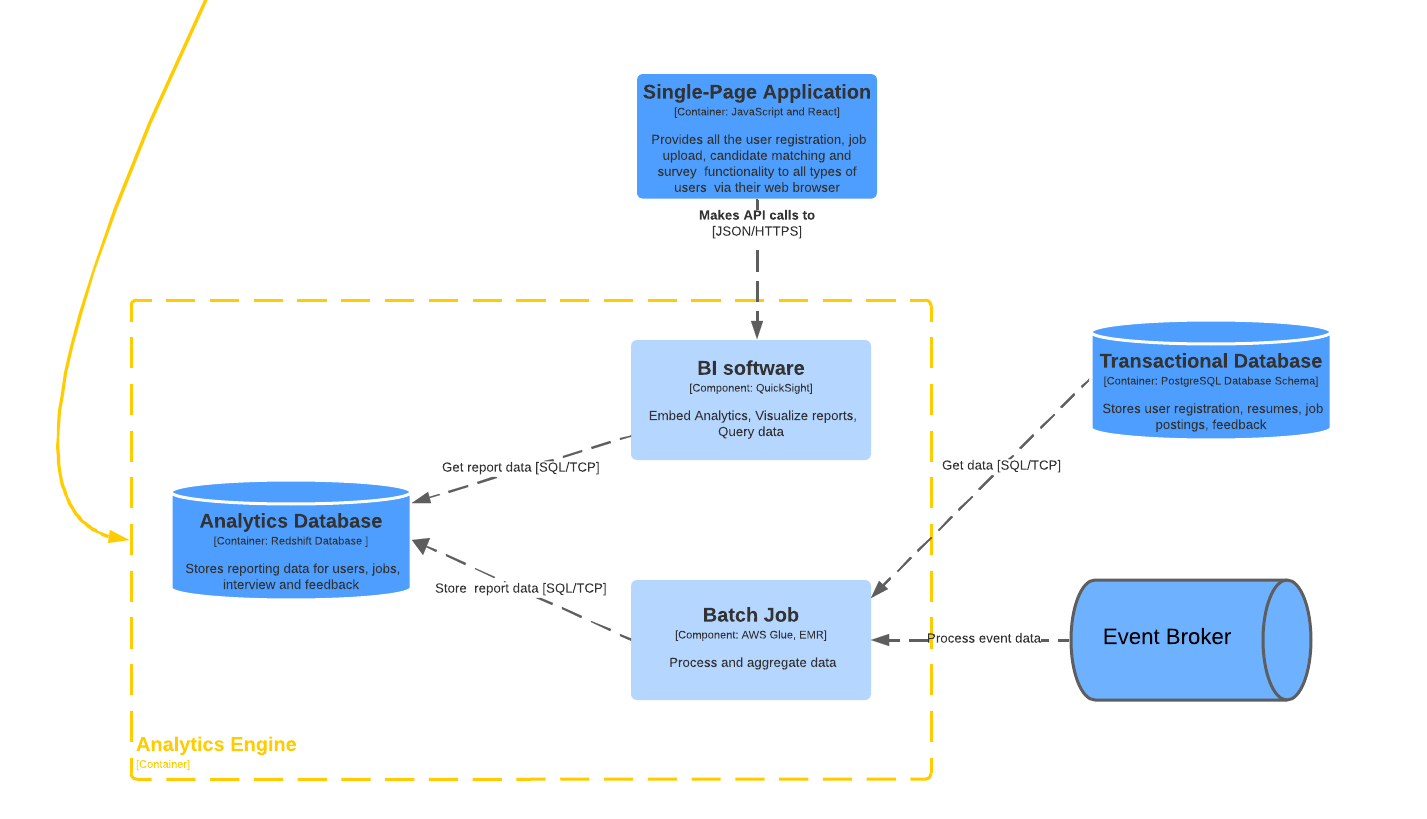 Single-Page Application
[Container: JavaScript and React]
Provides all the user registration, job
upload, candidate matching and
survey  functionality to all types of
users  via their web browser
Makes API calls to
[JSON/HTTPS]
BI software
[Component: QuickSight]
Embed Analytics, Visualize reports,
Query data
Transactional Database
[Container: PostgreSQL Database Schema]
Stores user registration, resumes, job
postings, feedback
Get report data [SQL/TCP]
Get data [SQL/TCP]
Analytics Database
[Container: Redshift Database ]
Stores reporting data for users, jobs,
interview and feedback
Store  report data [SQL/TCP]
Batch Job
[Component: AWS Glue, EMR]
Process and aggregate data
Process event data
Event Broker
Analytics Engine
[Container]